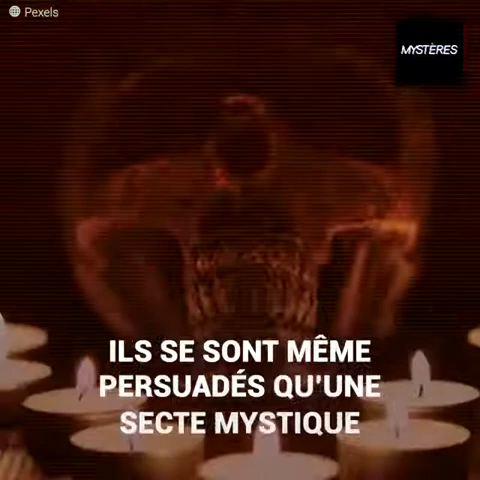 Pexels
MYSTÈRES
ILS SE SONT MÊME
PERSUADÉS QU'UNE
SECTE MYSTIQUE